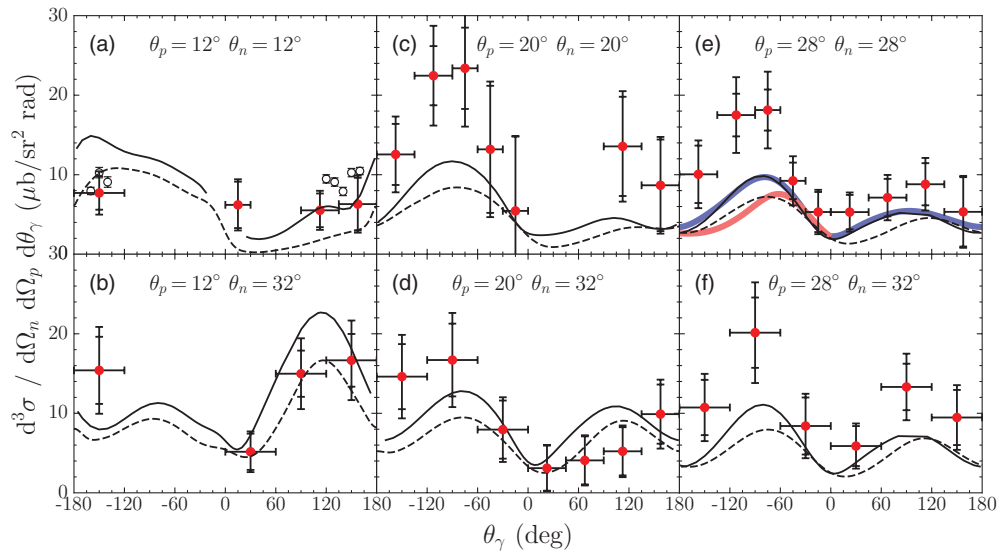 (a) θp = 12° θn = 12°
(c) θp = 20° θn = 20°
(e) θp = 28° θn = 28°
30
20
10
30
(b) θp = 12° θn = 32°
(d) θp = 20° θn = 32°
(f) θp = 28° θn = 32°
20
10
0
-180 -120 -60 0 60 120 180 -120 -60 0 60 120 180 -120 -60 0 60 120 180
θγ (deg)
d³σ / dΩn dΩp dθγ (μb/sr² rad)